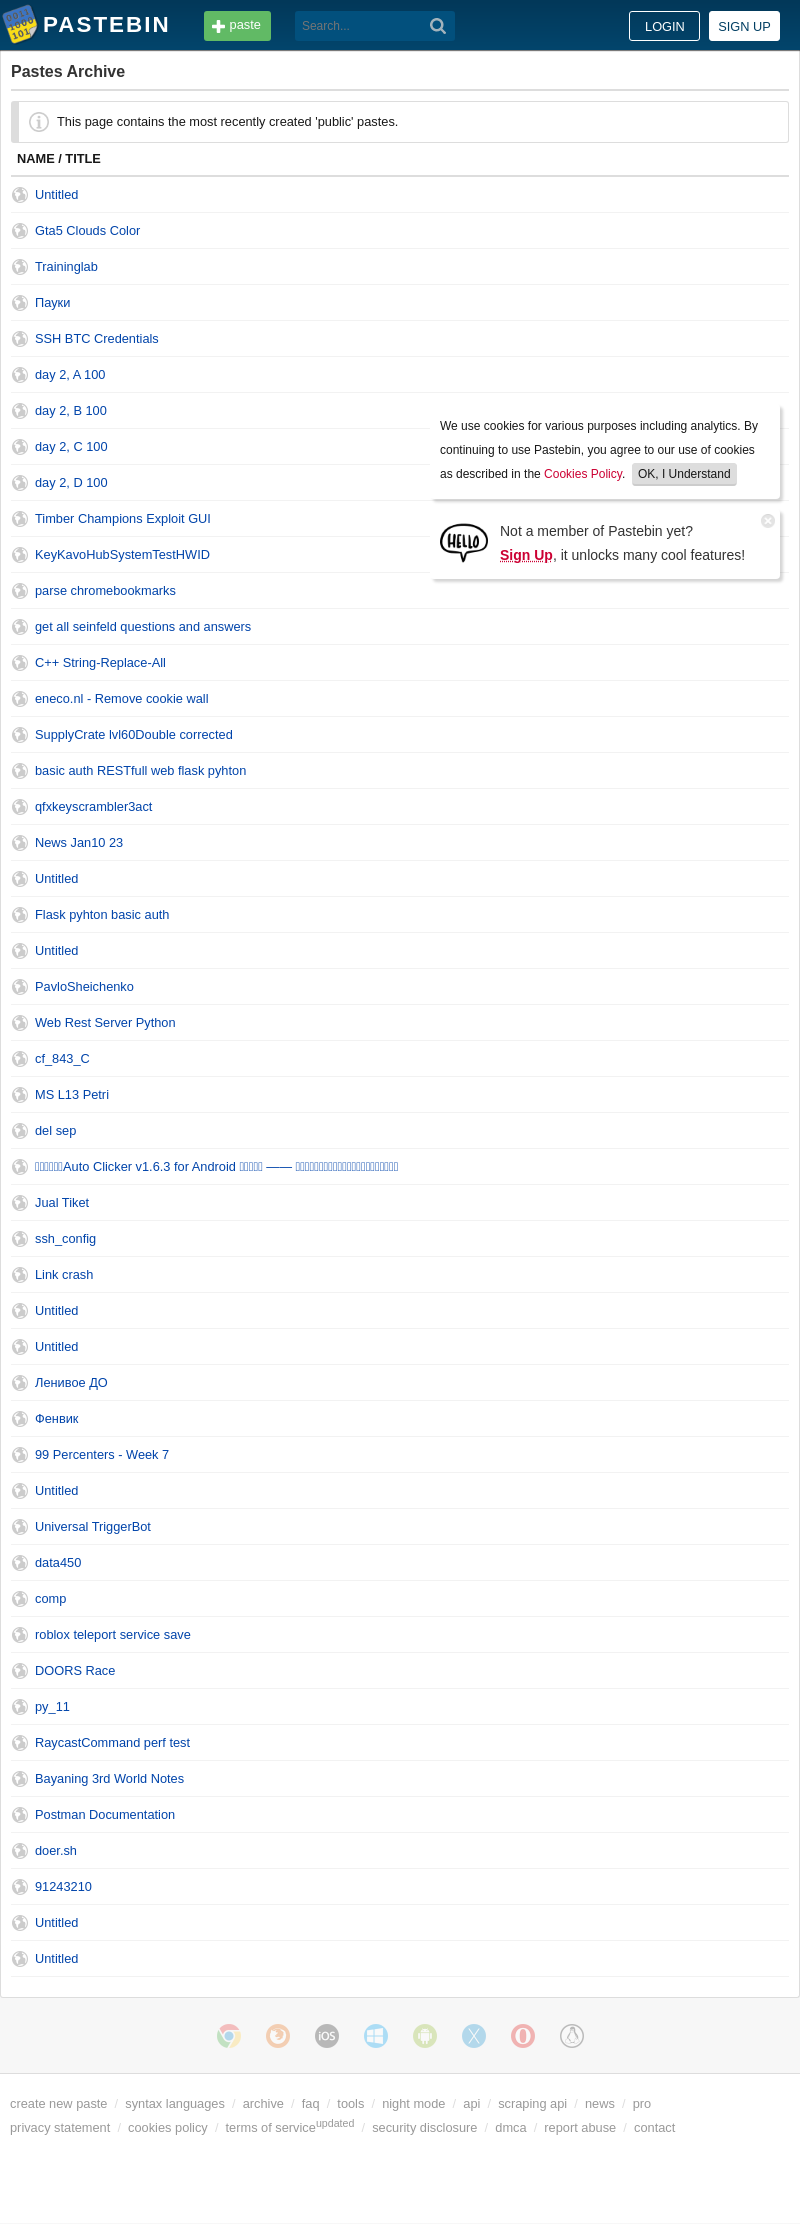 PASTEBIN
paste
Search...
LOGIN
SIGN UP
Pastes Archive
This page contains the most recently created 'public' pastes.
NAME / TITLE
Untitled
Gta5 Clouds Color
Traininglab
Пауки
SSH BTC Credentials
day 2, A 100
day 2, B 100
day 2, C 100
day 2, D 100
Timber Champions Exploit GUI
KeyKavoHubSystemTestHWID
parse chromebookmarks
get all seinfeld questions and answers
C++ String-Replace-All
eneco.nl - Remove cookie wall
SupplyCrate lvl60Double corrected
basic auth RESTfull web flask pyhton
qfxkeyscrambler3act
News Jan10 23
Untitled
Flask pyhton basic auth
Untitled
PavloSheichenko
Web Rest Server Python
cf_843_C
MS L13 Petri
del sep
Auto Clicker v1.6.3 for Android ——
Jual Tiket
ssh_config
Link crash
Untitled
Untitled
Ленивое ДО
Фенвик
99 Percenters - Week 7
Untitled
Universal TriggerBot
data450
comp
roblox teleport service save
DOORS Race
py_11
RaycastCommand perf test
Bayaning 3rd World Notes
Postman Documentation
doer.sh
91243210
Untitled
Untitled
We use cookies for various purposes including analytics. By
continuing to use Pastebin, you agree to our use of cookies
as described in the Cookies Policy. OK, I Understand
HELLO
Not a member of Pastebin yet?
Sign Up, it unlocks many cool features!
iOS
create new paste / syntax languages / archive / faq / tools / night mode / api / scraping api / news / pro
privacy statement / cookies policy / terms of service updated / security disclosure / dmca / report abuse / contact